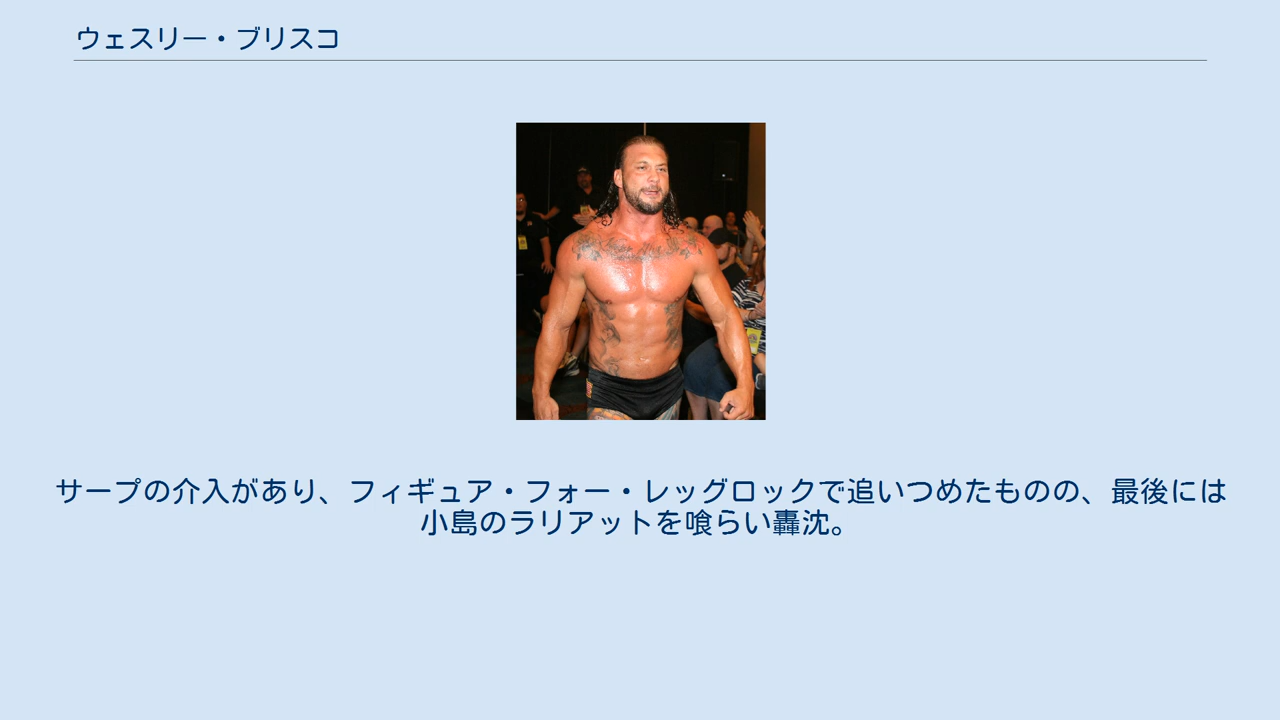 ウェスリー・ブリスコ
サープの介入があり、フィギュア・フォー・レッグロックで追いつめたものの、最後には
小島のラリアットを喰らい轟沈。